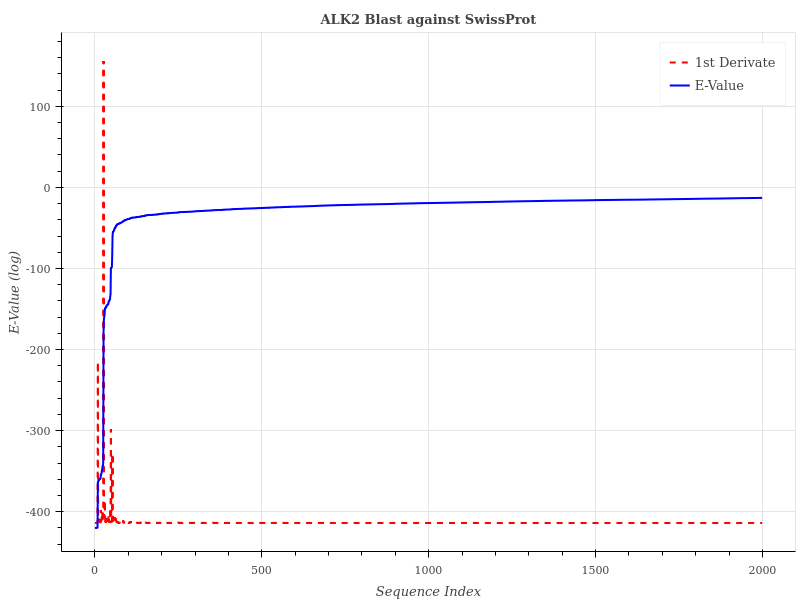 ALK2 Blast against SwissProt
1st Derivate
E-Value
100
0
-100
-200
-300
-400
E-Value (log)
0 500 1000 1500 2000
Sequence Index